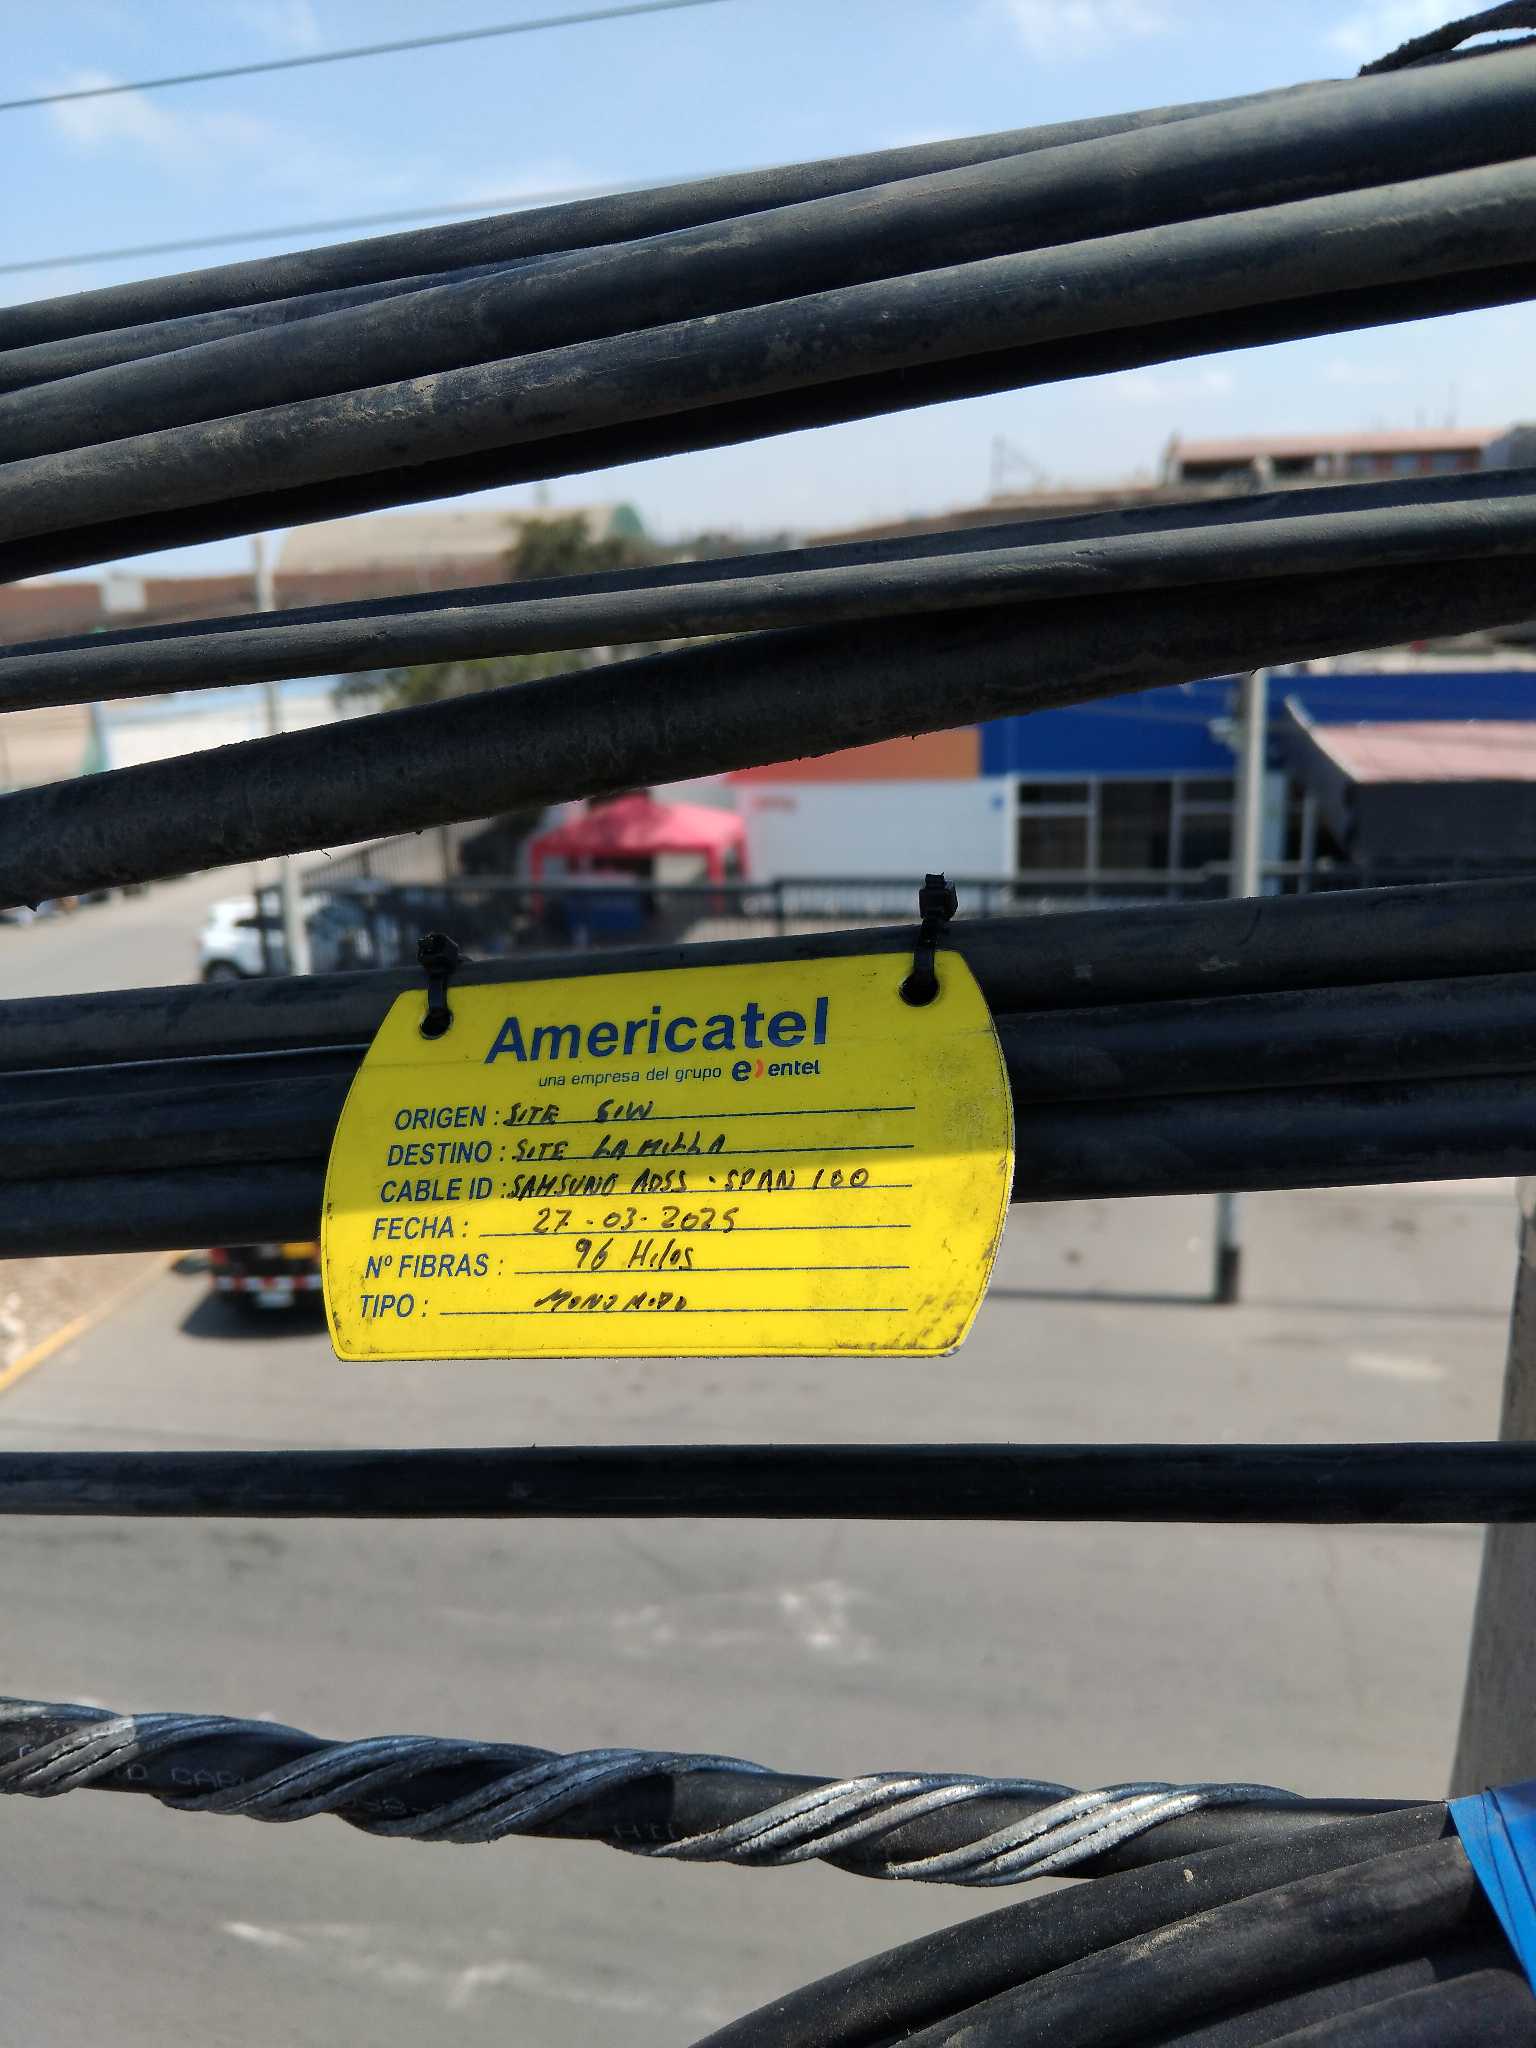 Americatel
una empresa del grupo e) entel
ORIGEN : SITE GIW
DESTINO : SITE LA MILLA
CABLE ID : SAMSUNG ADSS - SPAN 100
FECHA : 27-03-2025
Nº FIBRAS : 96 Hilos
TIPO : MONOMODO